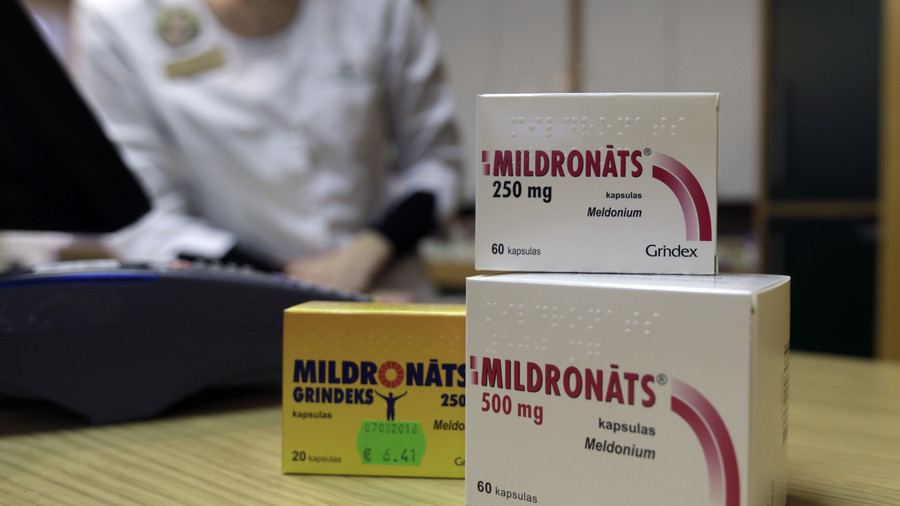 MILDRONĀTS®
250 mg
kapsulas
Meldonium
60 kapsulas
Grindex
MILDRONĀTS
GRINDEKS
250
kapsulas
07032016
€ 6.41
20 kapsulas
MILDRONĀTS®
500 mg
kapsulas
Meldonium
60 kapsulas